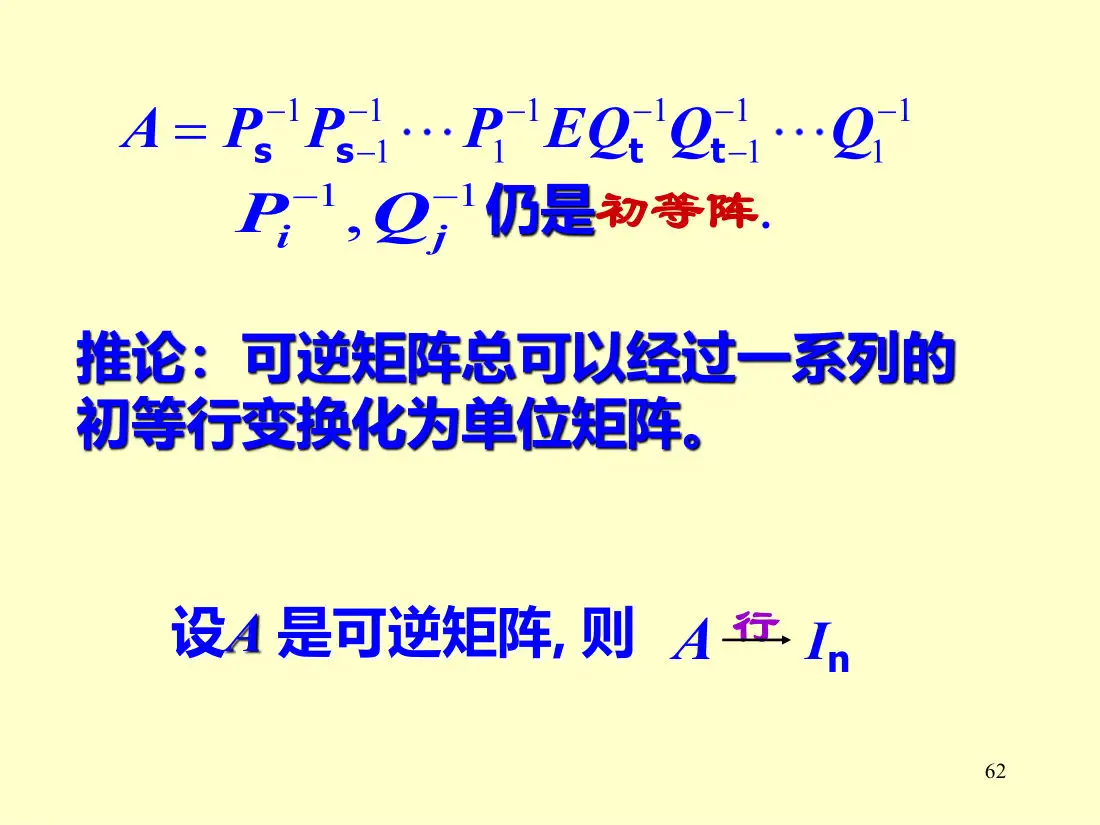 A = P_s^{-1} P_{s-1}^{-1} ⋯ P_1^{-1} E Q_t^{-1} Q_{t-1}^{-1} ⋯ Q_1^{-1}
P_i^{-1} , Q_j^{-1} 仍是初等阵.
推论：可逆矩阵总可以经过一系列的
初等行变换化为单位矩阵。
设A 是可逆矩阵, 则 A \xrightarrow{行} I_n
62